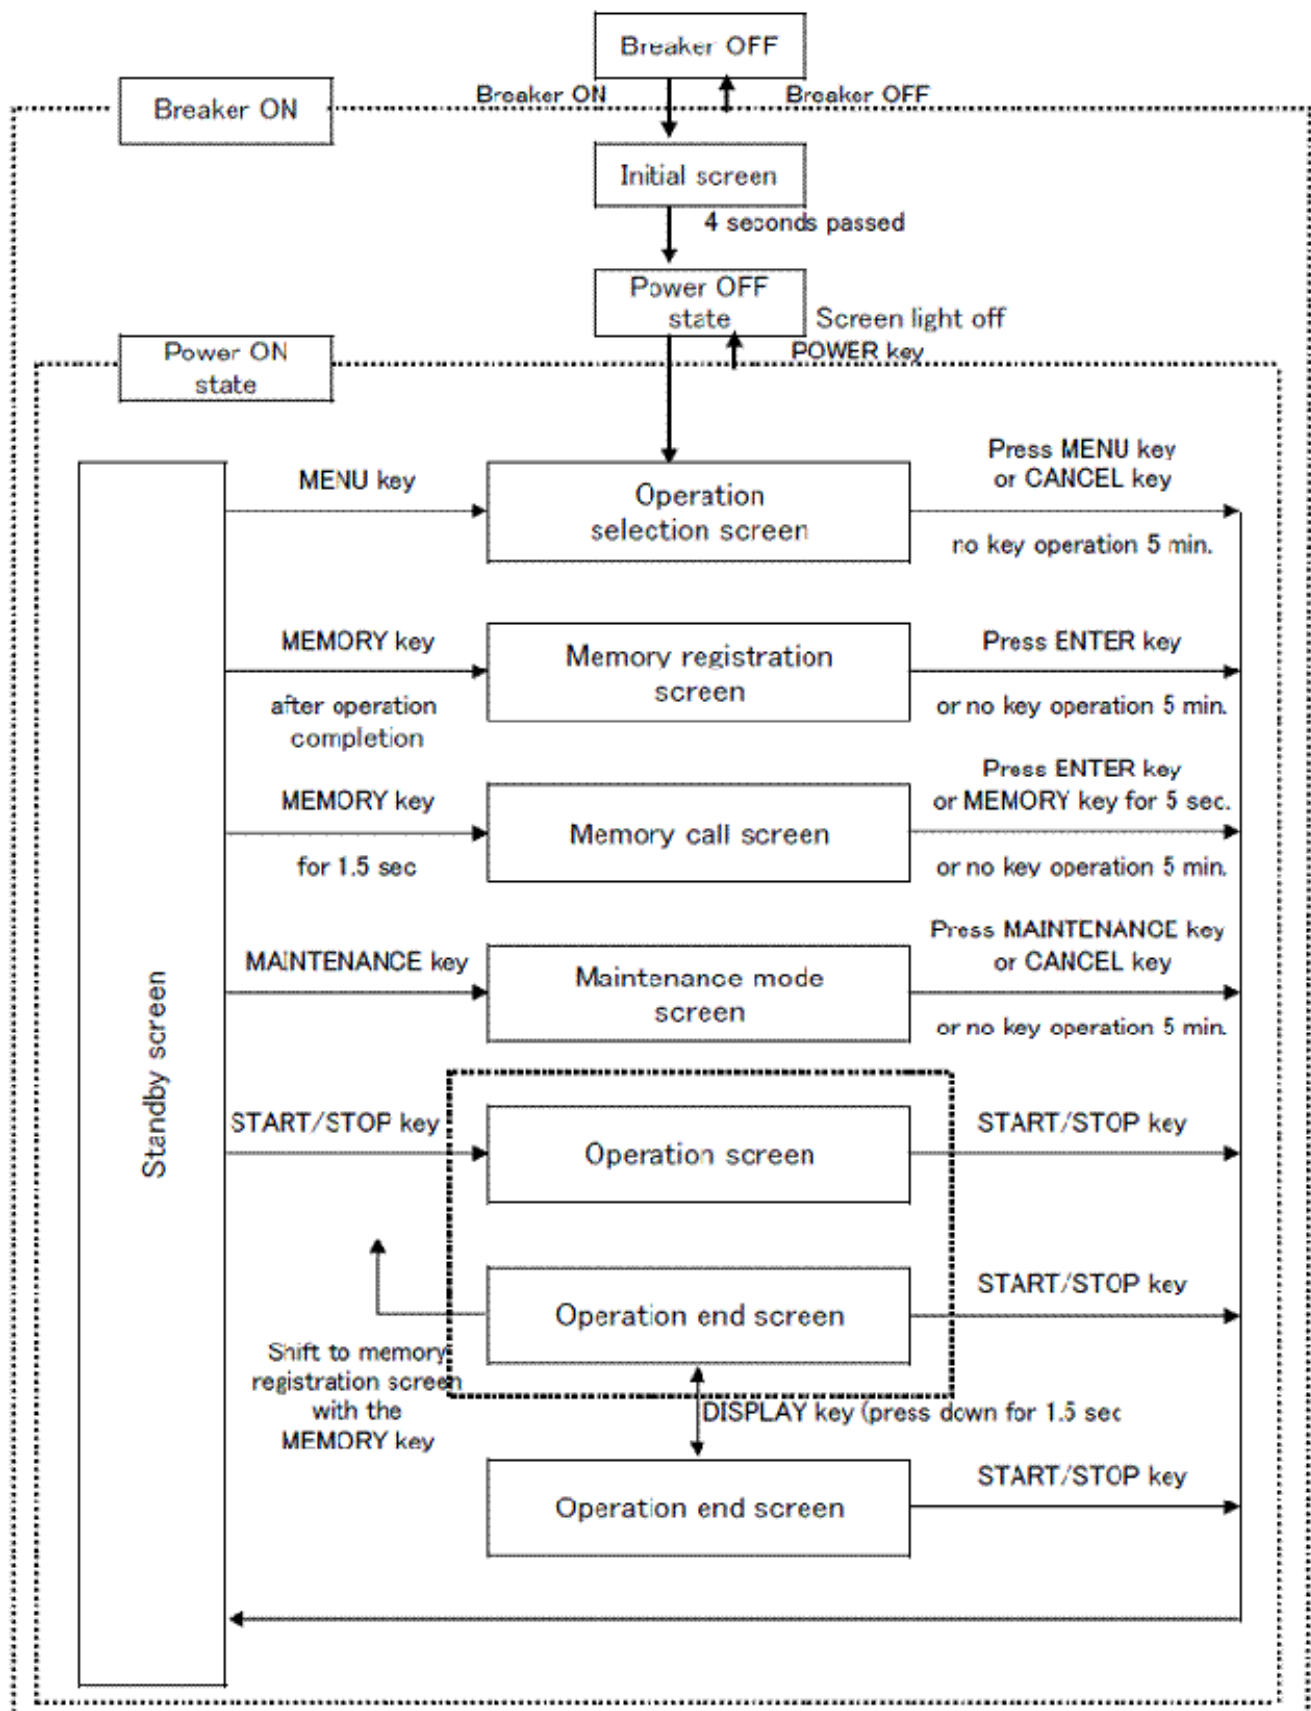 Breaker OFF
Breaker ON
Breaker ON
Breaker OFF
Initial screen
4 seconds passed
Power OFF
state
Screen light off
POWER key
Power ON
state
Standby screen
MENU key
Operation
selection screen
Press MENU key
or CANCEL key
no key operation 5 min.
MEMORY key
after operation
completion
Memory registration
screen
Press ENTER key
or no key operation 5 min.
MEMORY key
for 1.5 sec
Memory call screen
Press ENTER key
or MEMORY key for 5 sec.
or no key operation 5 min.
MAINTENANCE key
Maintenance mode
screen
Press MAINTENANCE key
or CANCEL key
or no key operation 5 min.
START/STOP key
Operation screen
START/STOP key
Operation end screen
START/STOP key
Shift to memory
registration screen
with the
MEMORY key
DISPLAY key (press down for 1.5 sec
Operation end screen
START/STOP key